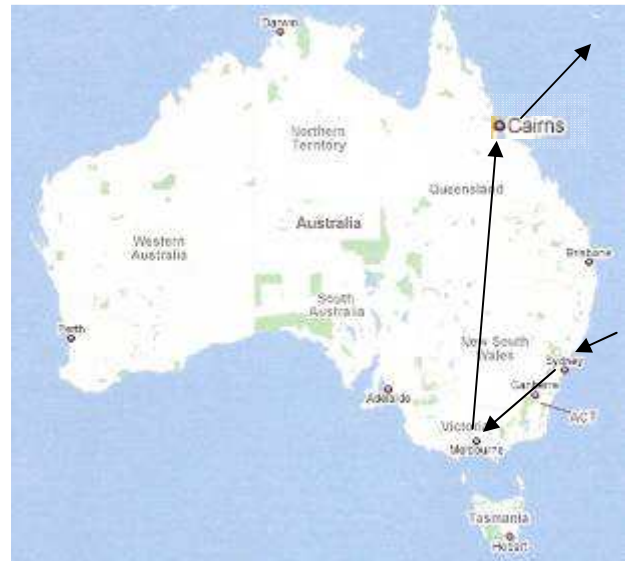 Darwin
Cairns
Northern
Territory
Queensland
Australia
Western
Australia
Brisbane
South
Australia
Perth
New South
Wales
Sydney
Canberra
Adelaide
ACT
Victoria
Melbourne
Tasmania
Hobart